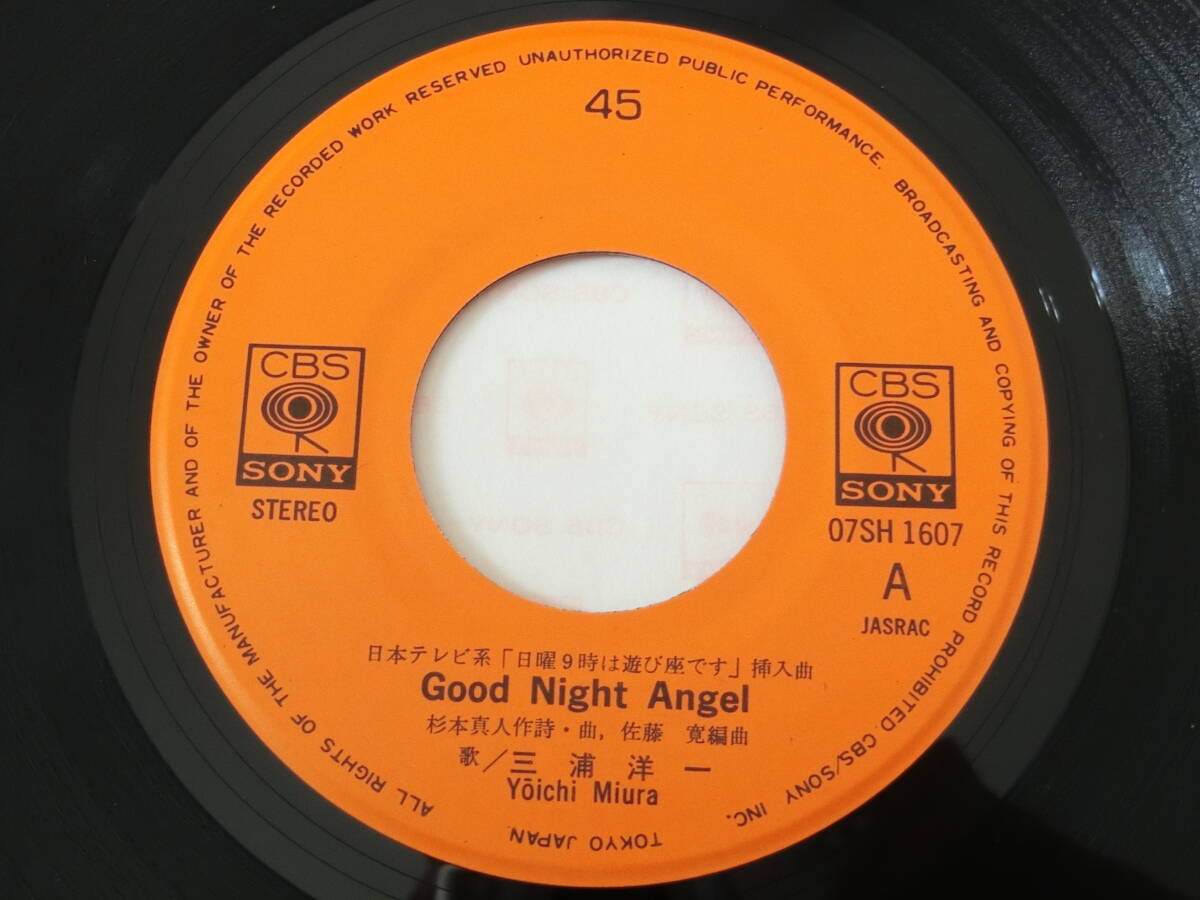 ALL RIGHTS OF THE MANUFACTURER AND OF THE OWNER OF THE RECORDED WORK RESERVED UNAUTHORIZED PUBLIC PERFORMANCE. BROADCASTING AND COPYING OF THIS RECORD PROHIBITED.CBS/SONY INC.
TOKYO JAPAN.
45
CBS
SONY
STEREO
CBS
SONY
07SH 1607
A
JASRAC
日本テレビ系「日曜9時は遊び座です」挿入曲
Good Night Angel
杉本真人作詩・曲, 佐藤 寛編曲
歌/三浦洋一
Yōichi Miura